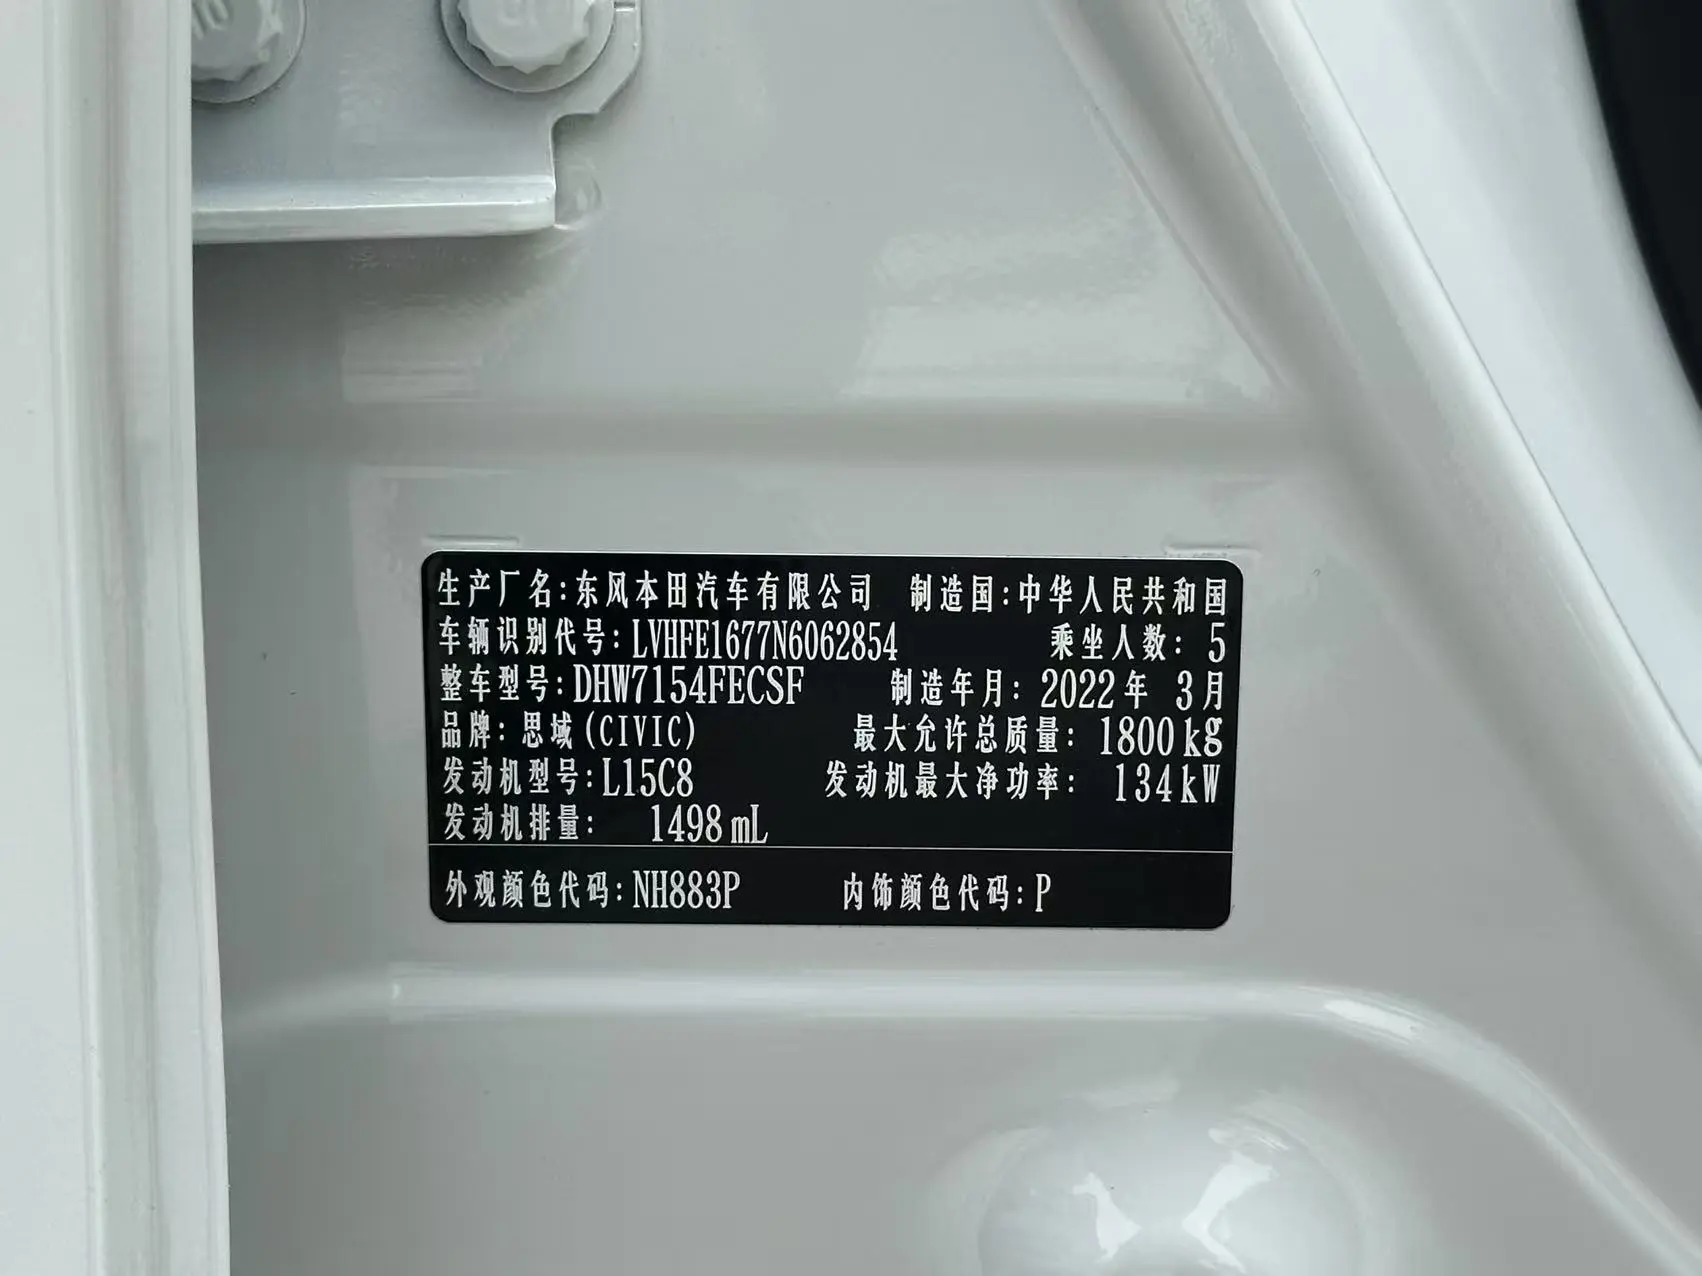 生产厂名:东风本田汽车有限公司 制造国:中华人民共和国
车辆识别代号:LVHFE1677N6062854 乘坐人数: 5
整车型号:DHW7154FECSF 制造年月: 2022年 3月
品牌: 思域(CIVIC) 最大允许总质量: 1800kg
发动机型号:L15C8 发动机最大净功率: 134kW
发动机排量: 1498mL
外观颜色代码:NH883P 内饰颜色代码:P